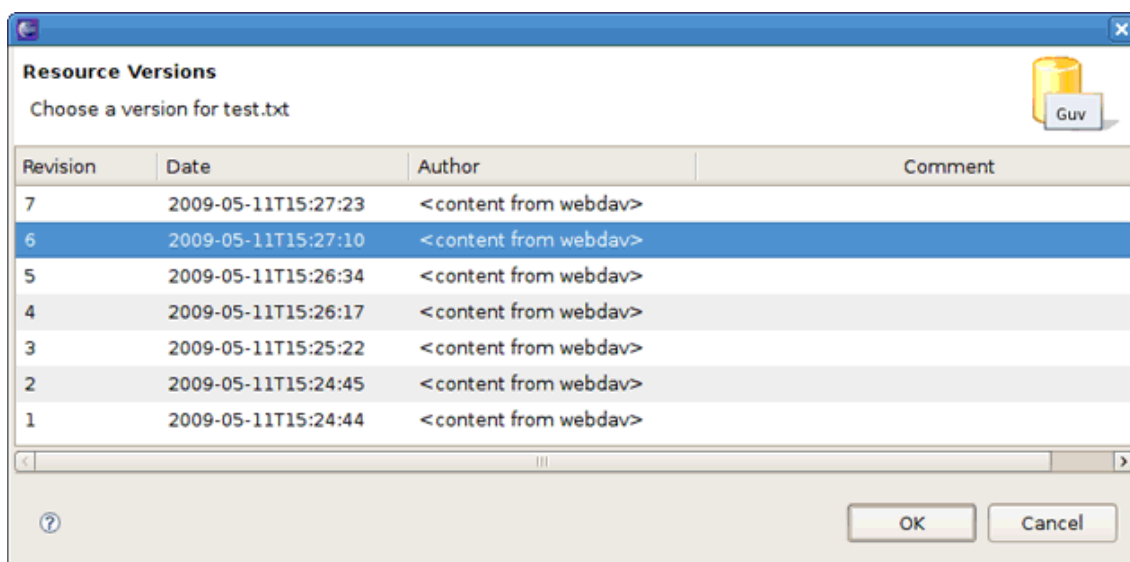 Resource Versions
Choose a version for test.txt
Guv
Revision Date Author Comment
7 2009-05-11T15:27:23 <content from webdav>
6 2009-05-11T15:27:10 <content from webdav>
5 2009-05-11T15:26:34 <content from webdav>
4 2009-05-11T15:26:17 <content from webdav>
3 2009-05-11T15:25:22 <content from webdav>
2 2009-05-11T15:24:45 <content from webdav>
1 2009-05-11T15:24:44 <content from webdav>
? OK Cancel